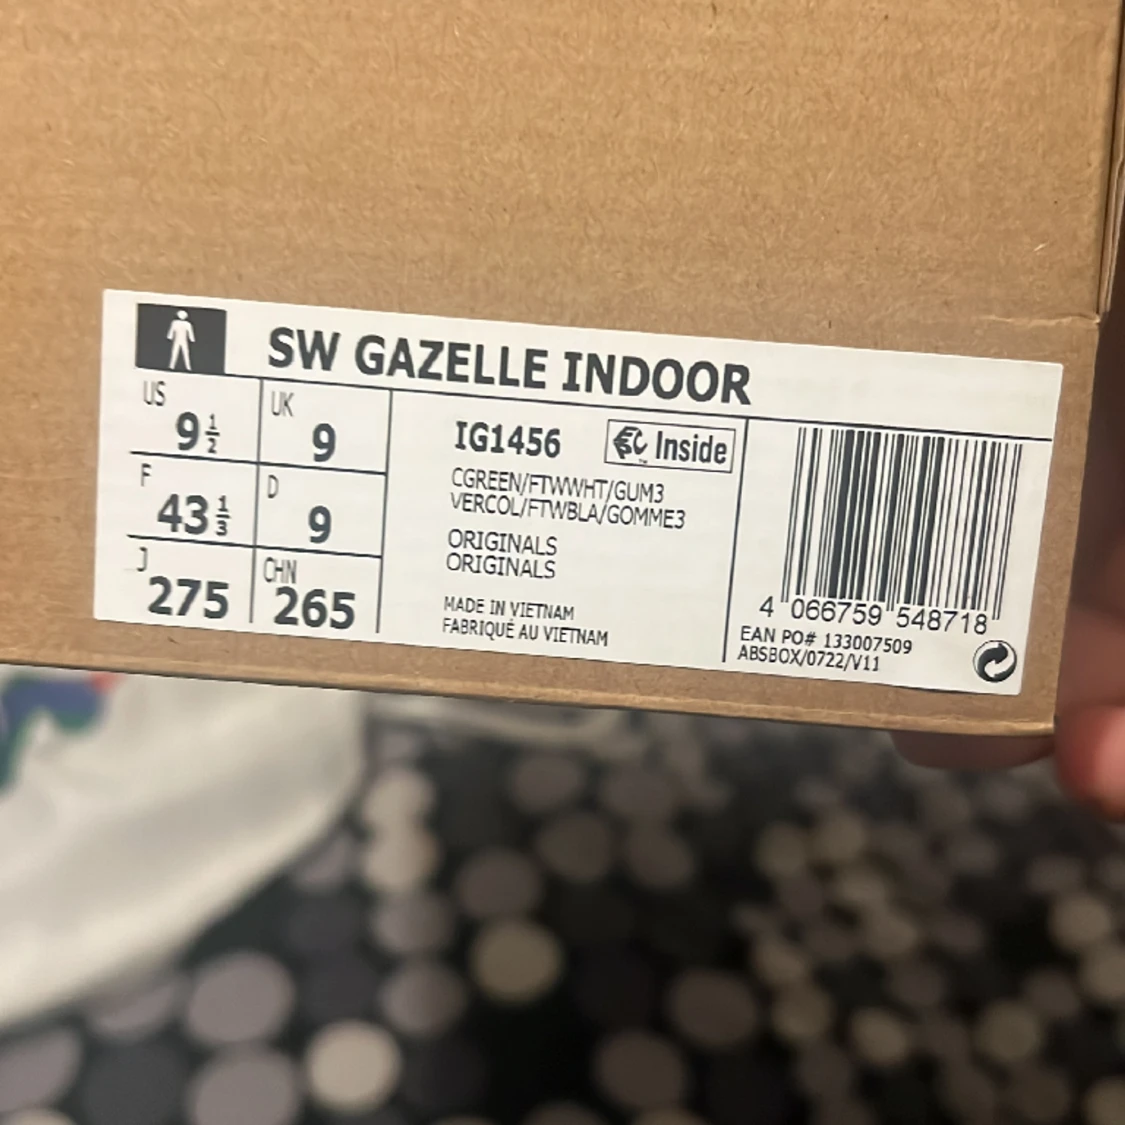 SW GAZELLE INDOOR
US
9 1/2
UK
9
F
43 1/3
D
9
J
275
CHN
265
IG1456
Inside
CGREEN/FTWWHT/GUM3
VERCOL/FTWBLA/GOMME3
ORIGINALS
ORIGINALS
MADE IN VIETNAM
FABRIQUÉ AU VIETNAM
4 066759 548718
EAN PO# 133007509
ABSBOX/0722/V11